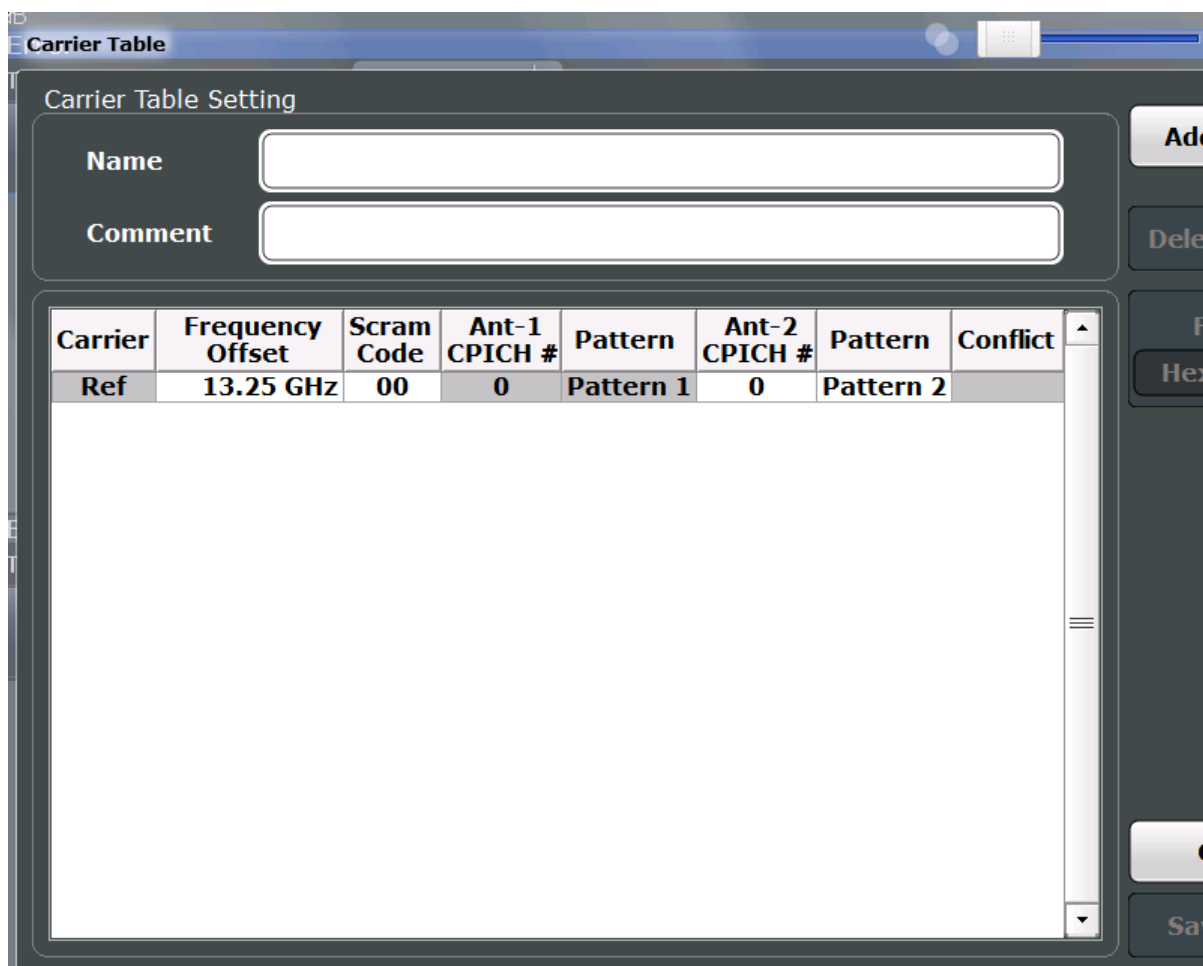 Carrier Table
Carrier Table Setting
Name
Comment
Carrier Frequency Offset Scram Code Ant-1 CPICH # Pattern Ant-2 CPICH # Pattern Conflict
Ref 13.25 GHz 00 0 Pattern 1 0 Pattern 2